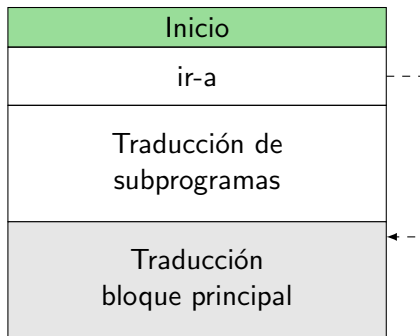 Inicio
ir-a
Traducción de
subprogramas
Traducción
bloque principal